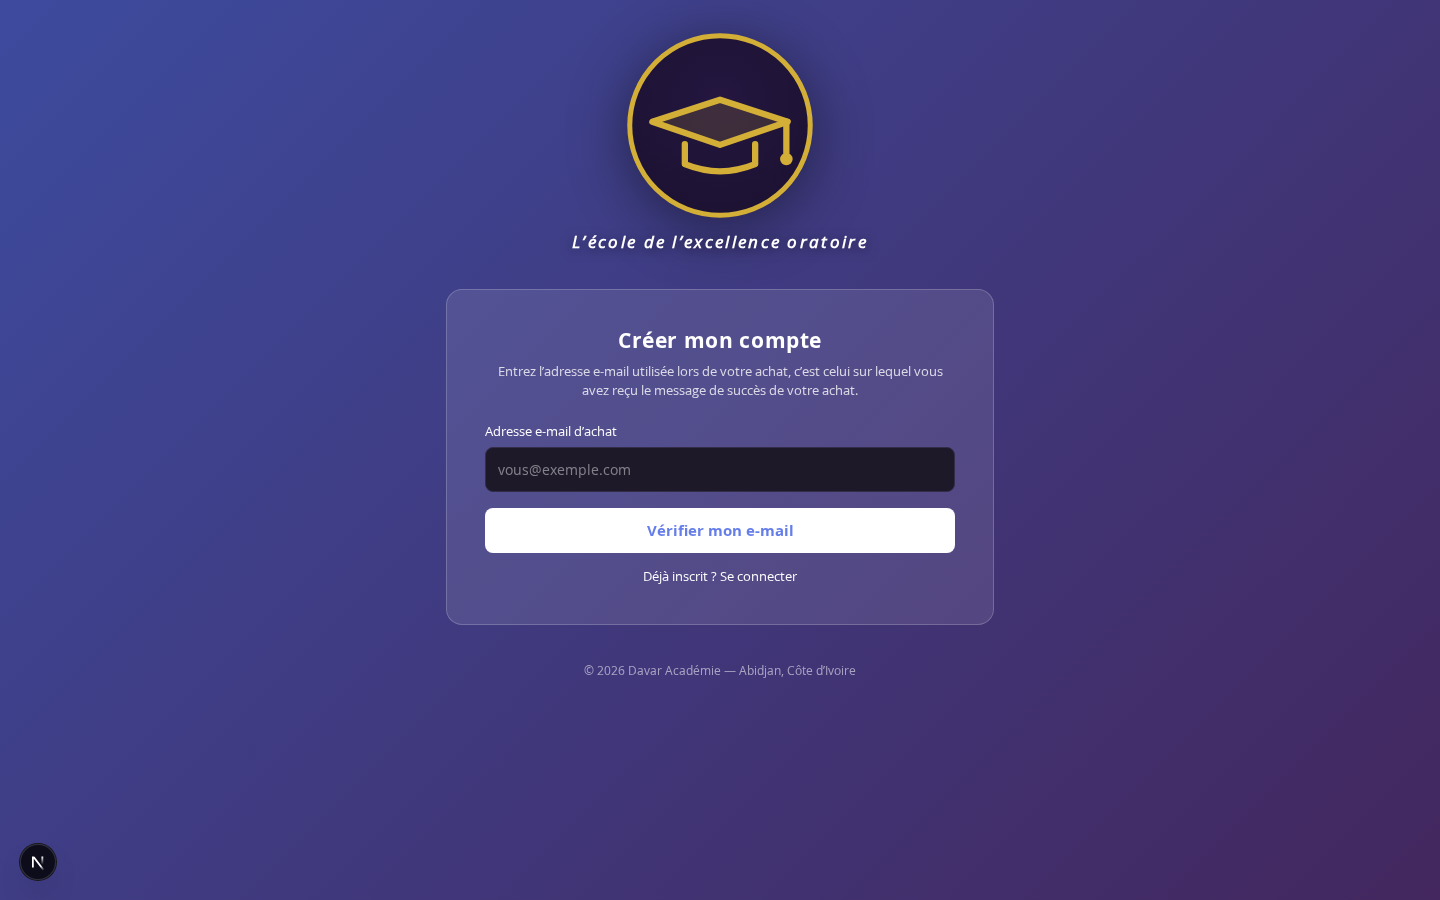 L’école de l’excellence oratoire
Créer mon compte
Entrez l’adresse e-mail utilisée lors de votre achat, c’est celui sur lequel vous
avez reçu le message de succès de votre achat.
Adresse e-mail d’achat
vous@exemple.com
Vérifier mon e-mail
Déjà inscrit ? Se connecter
© 2026 Davar Académie — Abidjan, Côte d’Ivoire
N